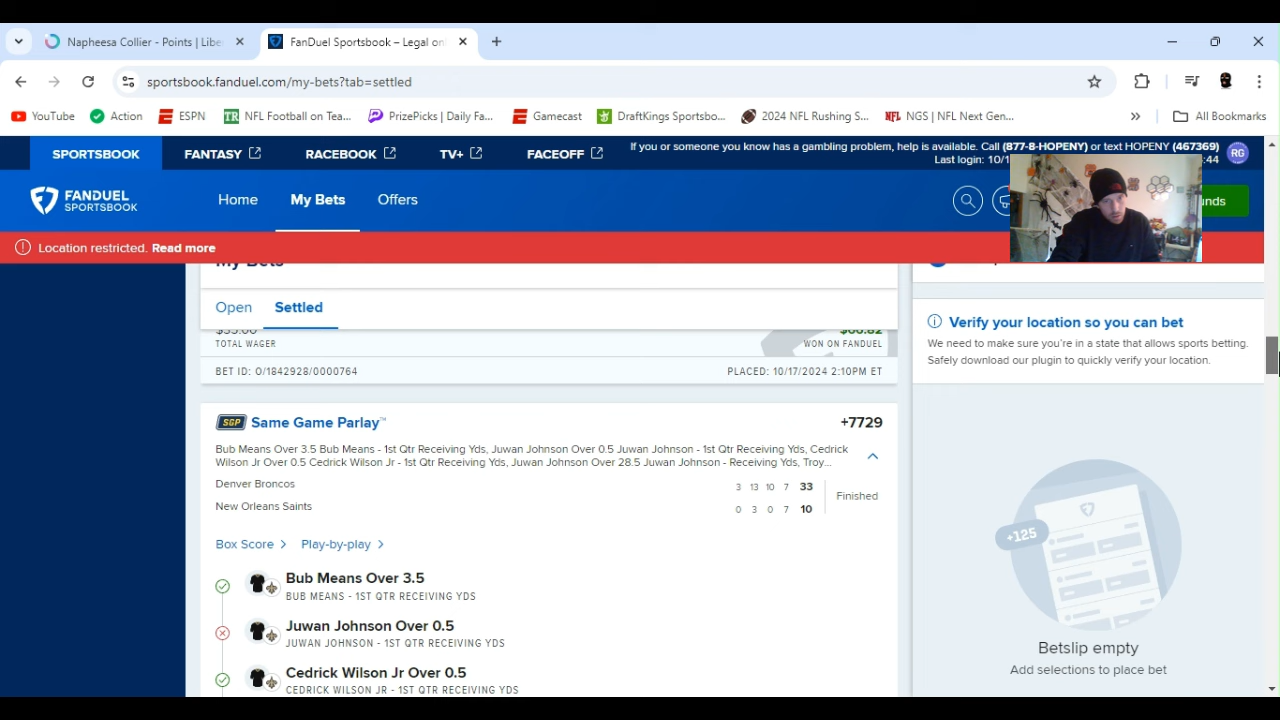 Napheesa Collier - Points | Libe
FanDuel Sportsbook – Legal on
sportsbook.fanduel.com/my-bets?tab=settled
YouTube
Action
ESPN
NFL Football on Tea...
PrizePicks | Daily Fa...
Gamecast
DraftKings Sportsbo...
2024 NFL Rushing S...
NGS | NFL Next Gen...
»
All Bookmarks
SPORTSBOOK
FANTASY
RACEBOOK
TV+
FACEOFF
If you or someone you know has a gambling problem, help is available. Call (877-8-HOPENY) or text HOPENY (467369)
Last login: 10/1
:44
RG
FANDUEL
SPORTSBOOK
Home
My Bets
Offers
unds
Location restricted. Read more
My Bets
Open
Settled
$35.00
$66.82
TOTAL WAGER
WON ON FANDUEL
BET ID: O/1842928/0000764
PLACED: 10/17/2024 2:10PM ET
SGP Same Game Parlay™
+7729
Bub Means Over 3.5 Bub Means - 1st Qtr Receiving Yds, Juwan Johnson Over 0.5 Juwan Johnson - 1st Qtr Receiving Yds, Cedrick
Wilson Jr Over 0.5 Cedrick Wilson Jr - 1st Qtr Receiving Yds, Juwan Johnson Over 28.5 Juwan Johnson - Receiving Yds, Troy...
Denver Broncos
3 13 10 7 33
Finished
New Orleans Saints
0 3 0 7 10
Box Score >
Play-by-play >
Bub Means Over 3.5
BUB MEANS - 1ST QTR RECEIVING YDS
Juwan Johnson Over 0.5
JUWAN JOHNSON - 1ST QTR RECEIVING YDS
Cedrick Wilson Jr Over 0.5
CEDRICK WILSON JR - 1ST QTR RECEIVING YDS
Verify your location so you can bet
We need to make sure you're in a state that allows sports betting.
Safely download our plugin to quickly verify your location.
+125
Betslip empty
Add selections to place bet